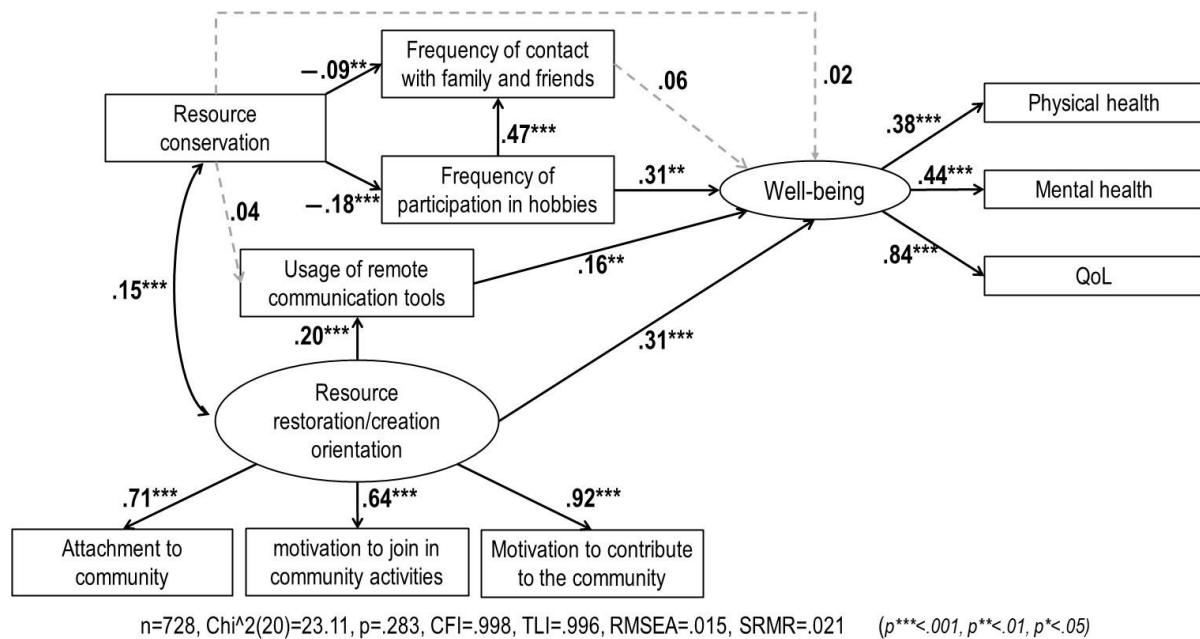 Frequency of contact
with family and friends
—.09**
.06
.02
Resource
conservation
.47***
Physical health
.38***
Frequency of
participation in hobbies
—.18***
.31**
Well-being
.44***
Mental health
.04
.84***
QoL
Usage of remote
communication tools
.16**
.15***
.20***
.31***
Resource
restoration/creation
orientation
.71***
.64***
.92***
Attachment to
community
motivation to join in
community activities
Motivation to contribute
to the community
n=728, Chi^2(20)=23.11, p=.283, CFI=.998, TLI=.996, RMSEA=.015, SRMR=.021 (p***<.001, p**<.01, p*<.05)